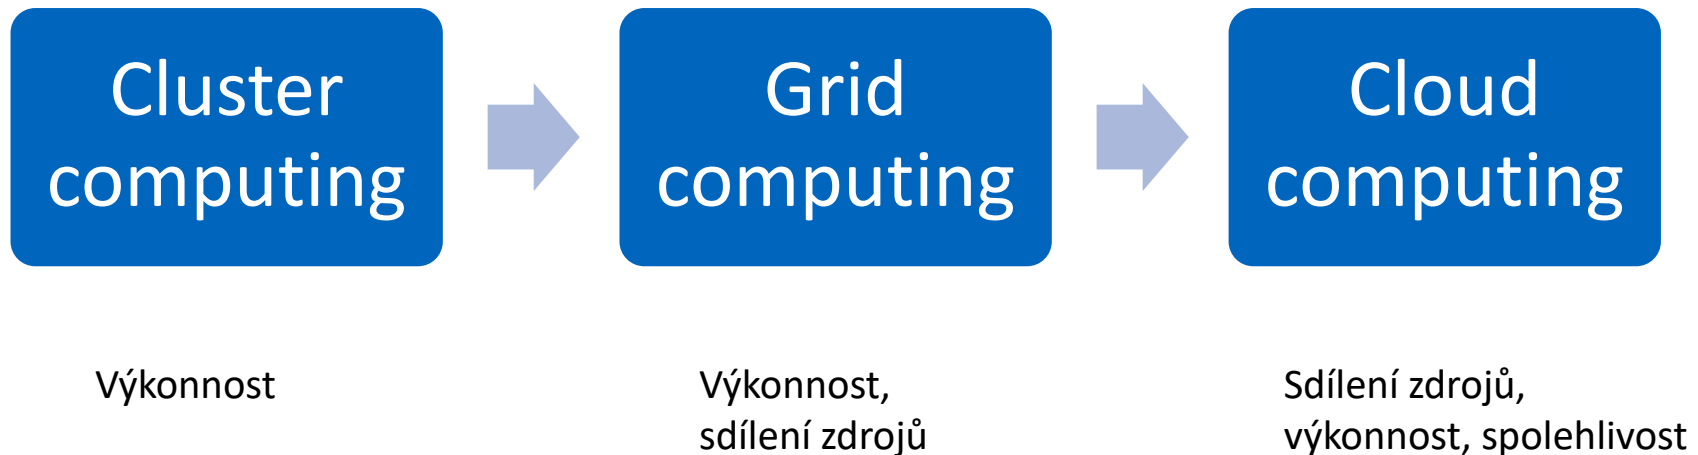 Cluster
computing
Grid
computing
Cloud
computing
Výkonnost
Výkonnost,
sdílení zdrojů
Sdílení zdrojů,
výkonnost, spolehlivost